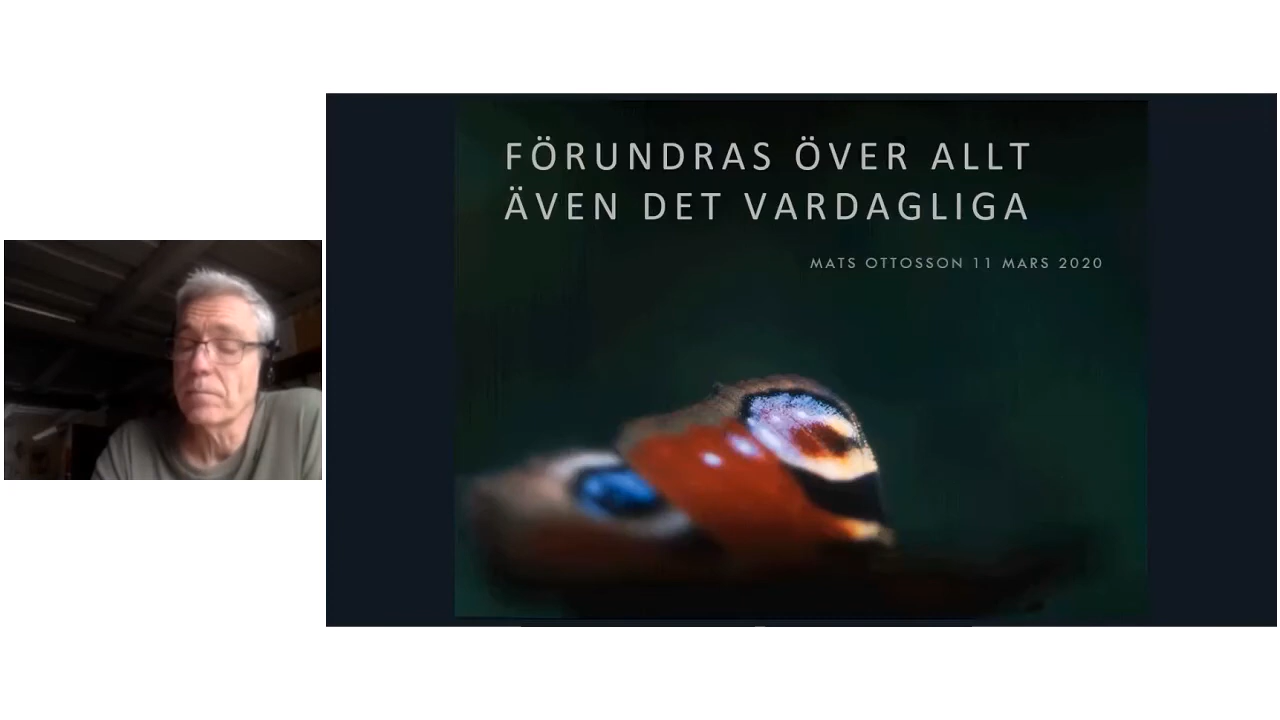 FÖRUNDRAS ÖVER ALLT
ÄVEN DET VARDAGLIGA
MATS OTTOSSON 11 MARS 2020